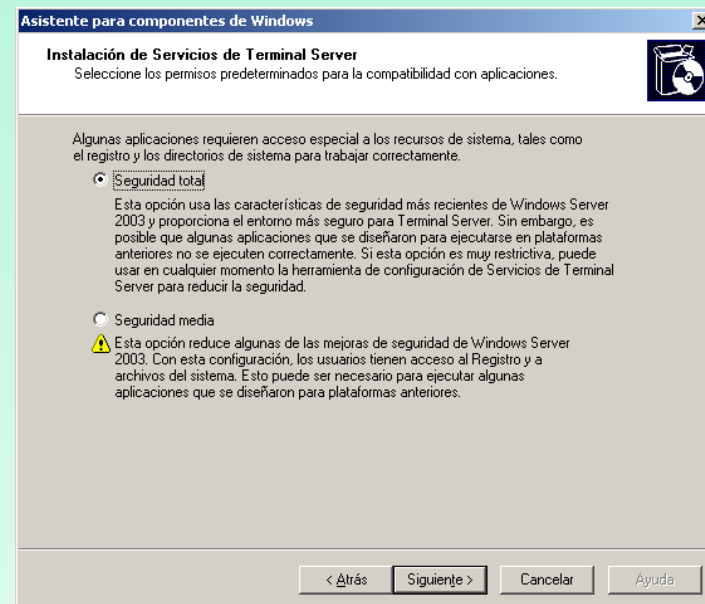 Asistente para componentes de Windows
Instalación de Servicios de Terminal Server
Seleccione los permisos predeterminados para la compatibilidad con aplicaciones.
Algunas aplicaciones requieren acceso especial a los recursos de sistema, tales como
el registro y los directorios de sistema para trabajar correctamente.
Seguridad total
Esta opción usa las características de seguridad más recientes de Windows Server
2003 y proporciona el entorno más seguro para Terminal Server. Sin embargo, es
posible que algunas aplicaciones que se diseñaron para ejecutarse en plataformas
anteriores no se ejecuten correctamente. Si esta opción es muy restrictiva, puede
usar en cualquier momento la herramienta de configuración de Servicios de Terminal
Server para reducir la seguridad.
Seguridad media
Esta opción reduce algunas de las mejoras de seguridad de Windows Server
2003. Con esta configuración, los usuarios tienen acceso al Registro y a
archivos del sistema. Esto puede ser necesario para ejecutar algunas
aplicaciones que se diseñaron para plataformas anteriores.
< Atrás Siguiente > Cancelar Ayuda